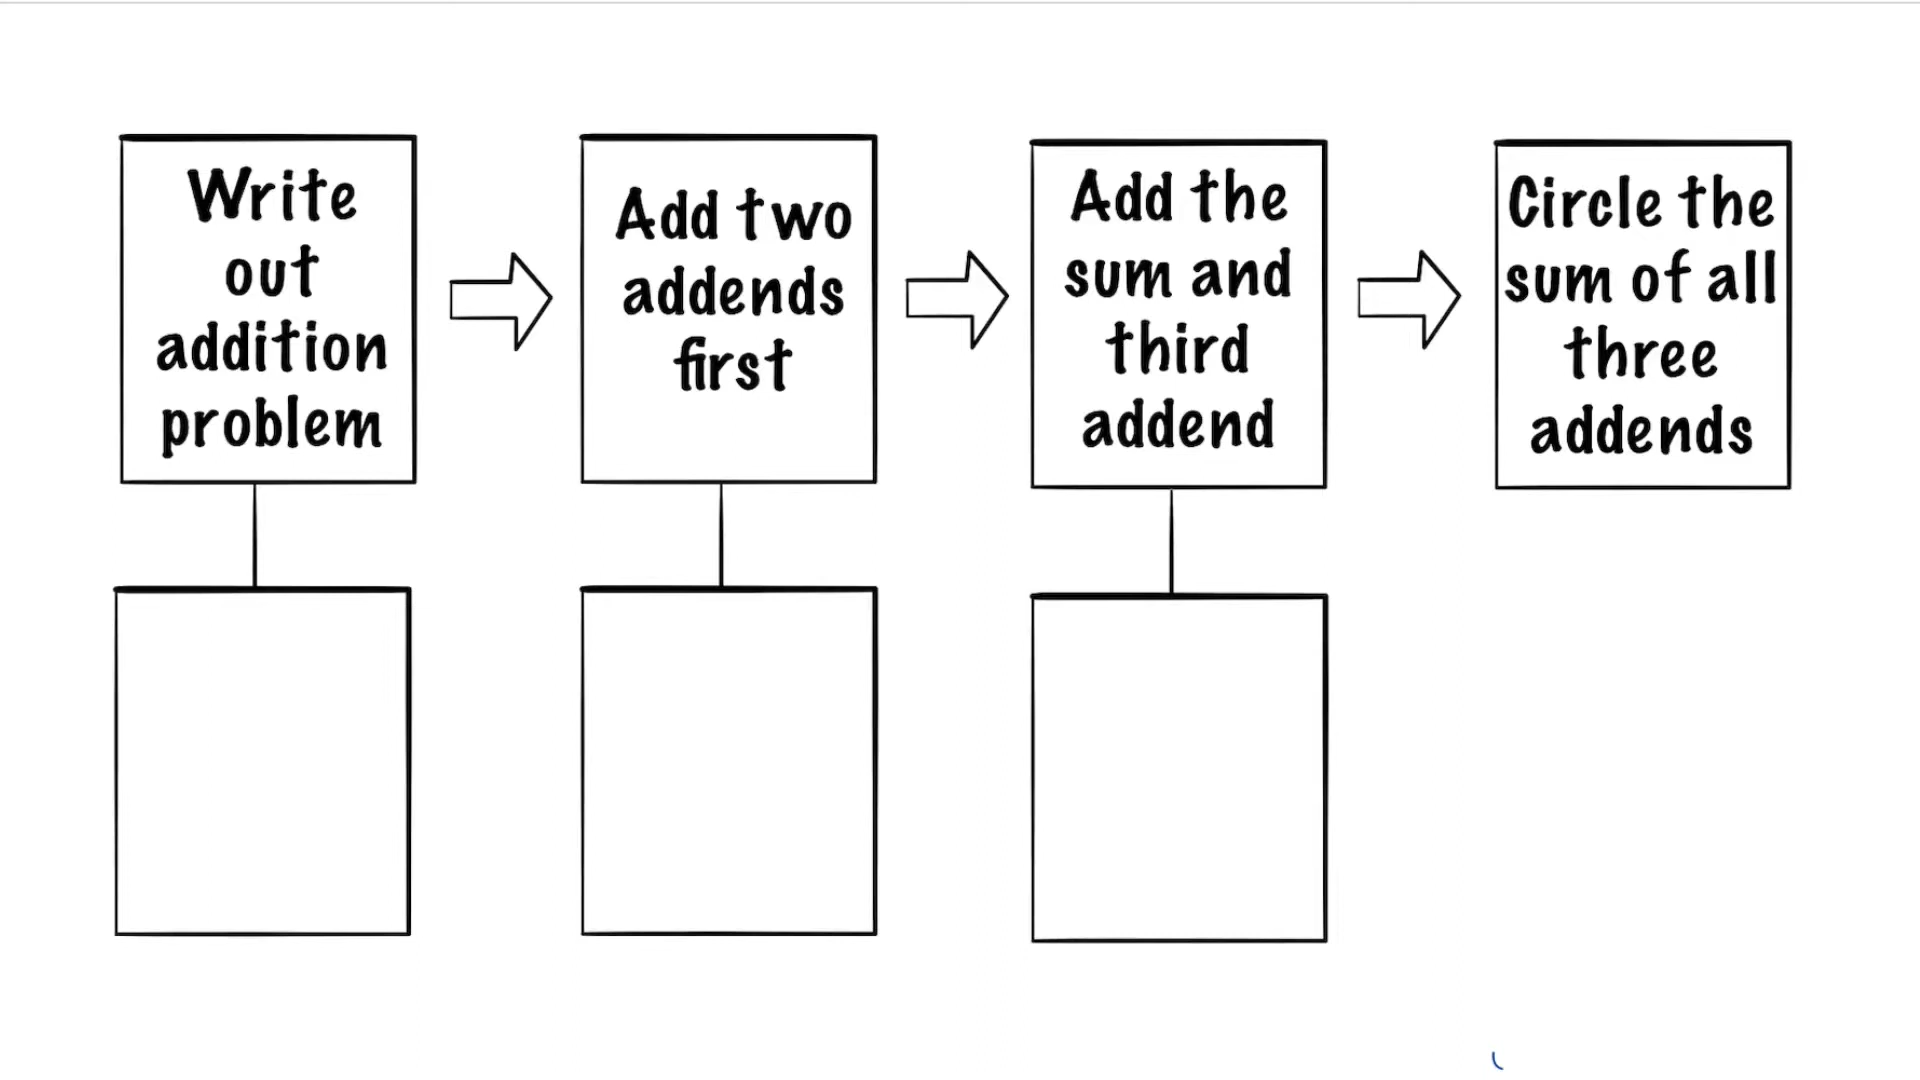 Write
out
addition
problem
Add two
addends
first
Add the
sum and
third
addend
Circle the
sum of all
three
addends